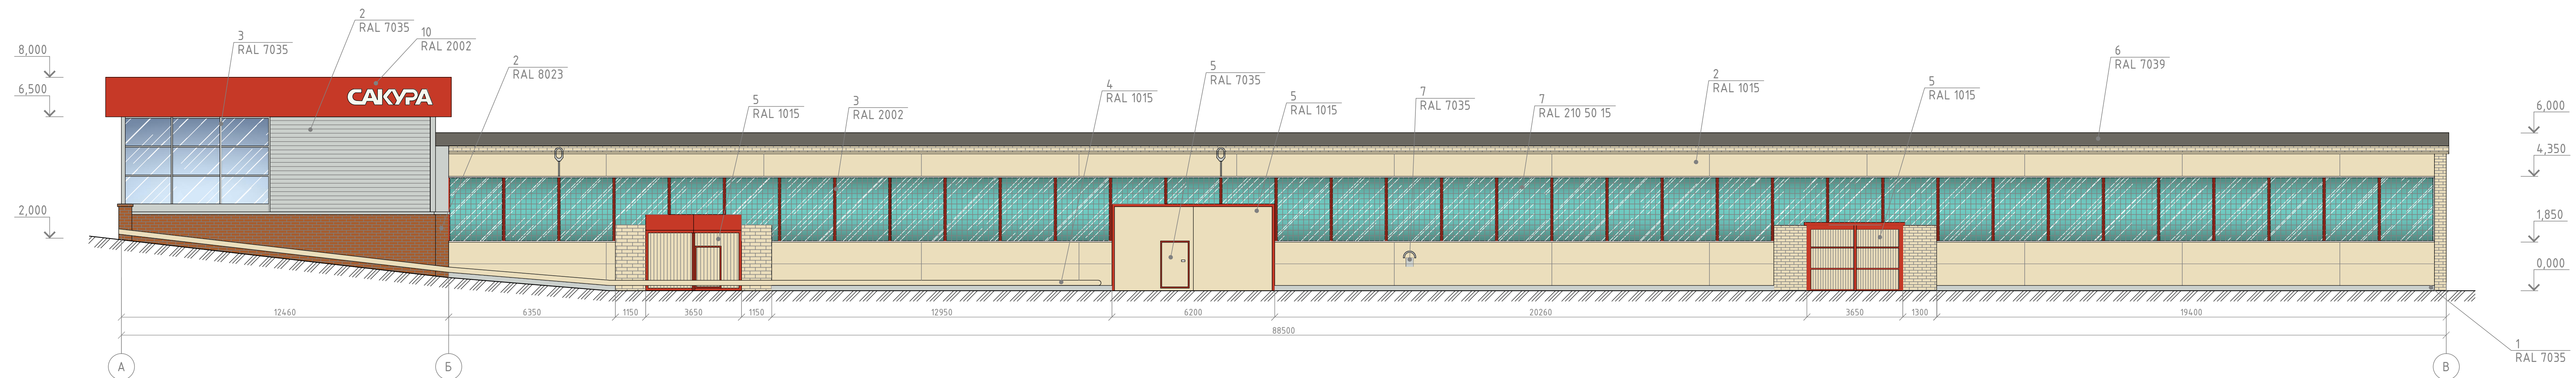 2
RAL 7035
10
RAL 2002
3
RAL 7035
8,000
6,500
2,000
САКУРА
2
RAL 8023
5
RAL 1015
3
RAL 2002
4
RAL 1015
5
RAL 7035
5
RAL 1015
7
RAL 7035
7
RAL 210 50 15
2
RAL 1015
5
RAL 1015
6
RAL 7039
6,000
4,350
1,850
0,000
12460
6350
1150
3650
1150
12950
6200
20260
3650
1300
19400
88500
1
RAL 7035
А
Б
В